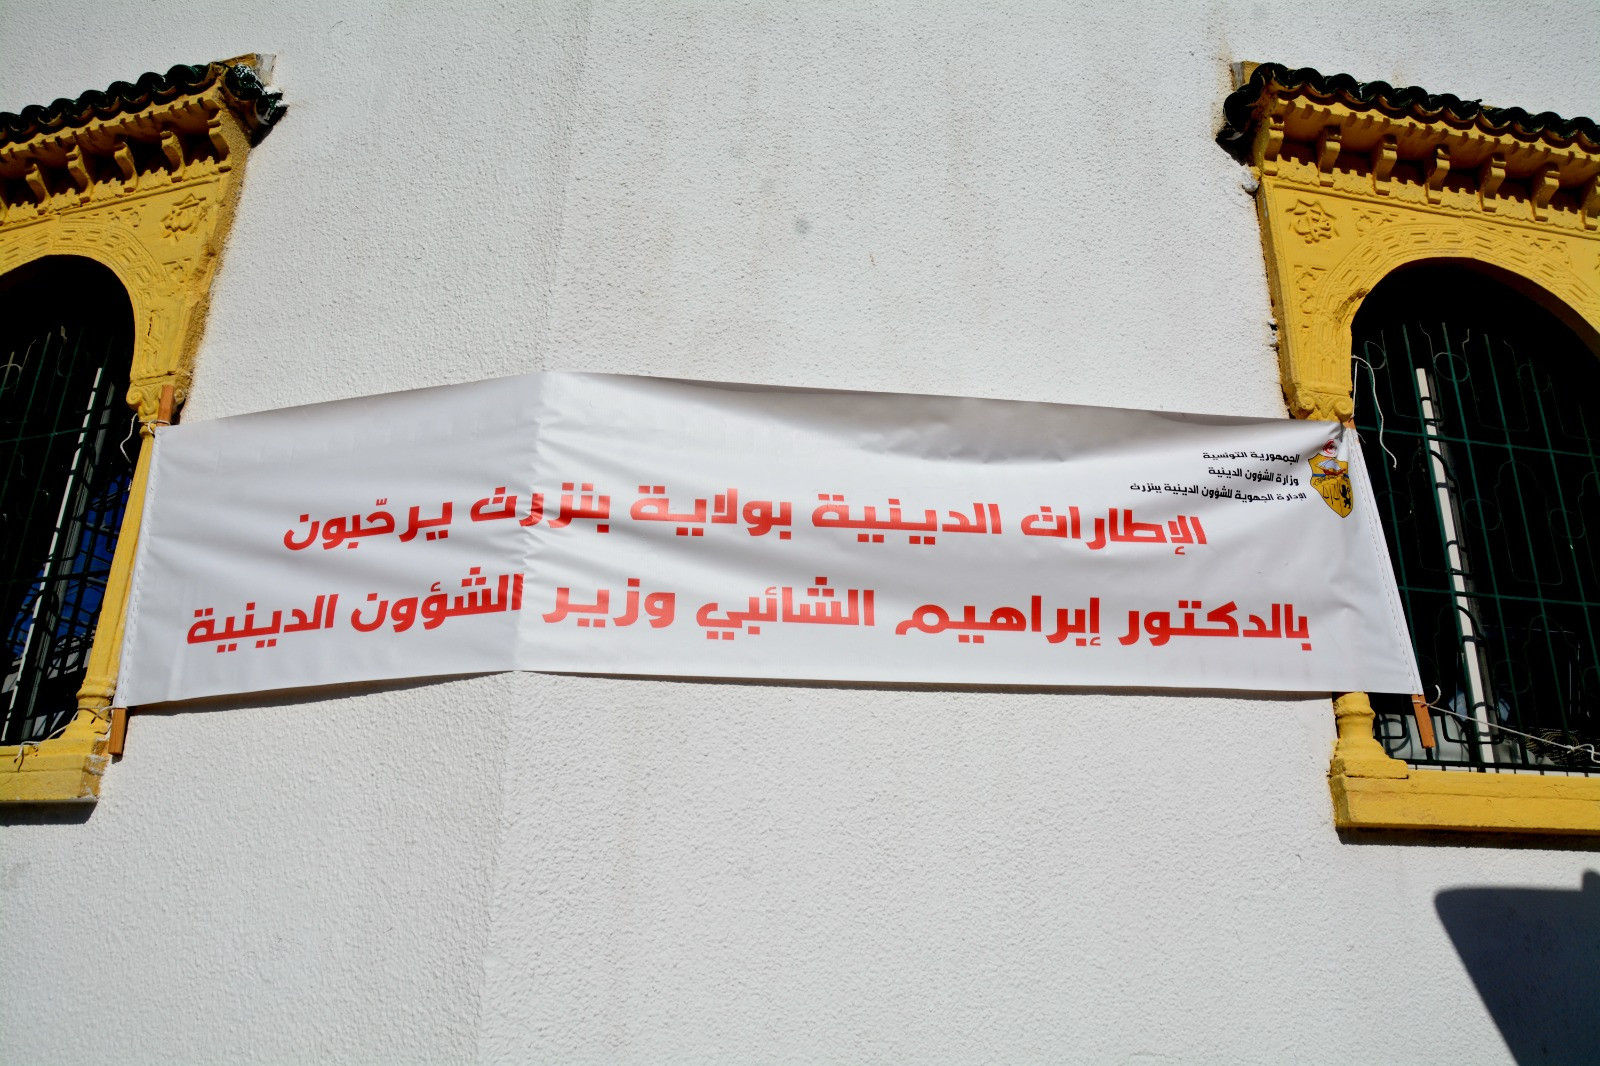 الجمهورية التونسية
وزارة الشؤون الدينية
الإدارة الجهوية للشؤون الدينية ببنزرت
الإطارات الدينية بولاية بنزرت يرحّبون
بالدكتور إبراهيم الشائبي وزير الشؤون الدينية